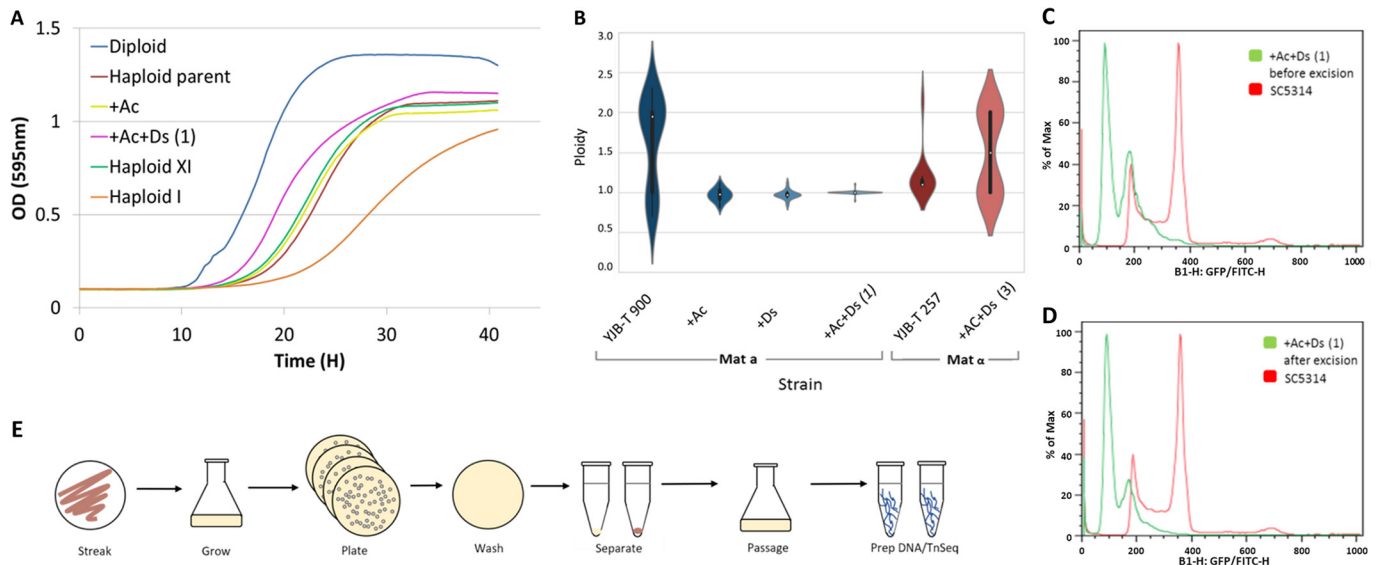 A
1.5
1
0.5
0
OD (595nm)
Diploid
Haploid parent
+Ac
+Ac+Ds (1)
Haploid XI
Haploid I
0
10
20
30
40
Time (H)
B
3.0
2.5
2.0
1.5
1.0
0.5
0.0
Ploidy
YJB-T 900
+Ac
+Ds
+Ac+Ds (1)
YJB-T 257
+AC+Ds (3)
Mat a
Mat α
Strain
C
100
80
60
40
20
0
% of Max
+Ac+Ds (1)
before excision
SC5314
0
200
400
600
800
1000
B1-H: GFP/FITC-H
D
100
80
60
40
20
0
% of Max
+Ac+Ds (1)
after excision
SC5314
0
200
400
600
800
1000
B1-H: GFP/FITC-H
E
Streak
Grow
Plate
Wash
Separate
Passage
Prep DNA/TnSeq